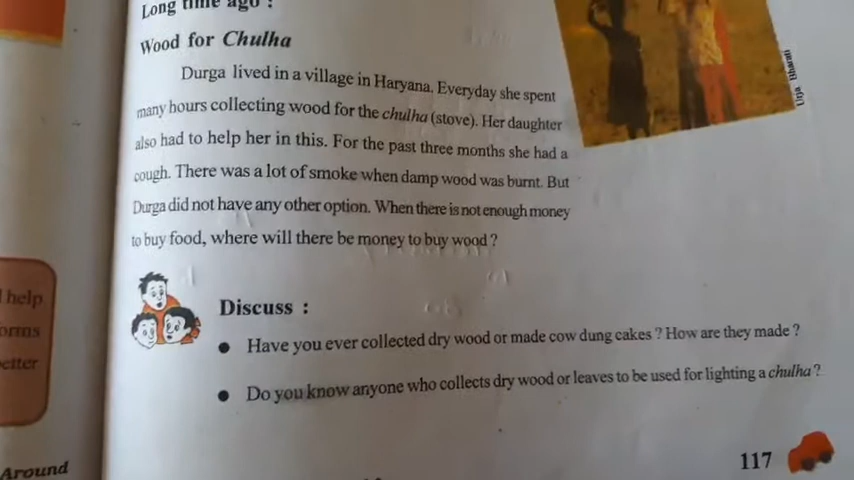 Long time ago :
Wood for Chulha
Durga lived in a village in Haryana. Everyday she spent
many hours collecting wood for the chulha (stove). Her daughter
also had to help her in this. For the past three months she had a
cough. There was a lot of smoke when damp wood was burnt. But
Durga did not have any other option. When there is not enough money
to buy food, where will there be money to buy wood ?
Discuss :
● Have you ever collected dry wood or made cow dung cakes ? How are they made ?
● Do you know anyone who collects dry wood or leaves to be used for lighting a chulha ?
117
help
orms
etter
Around